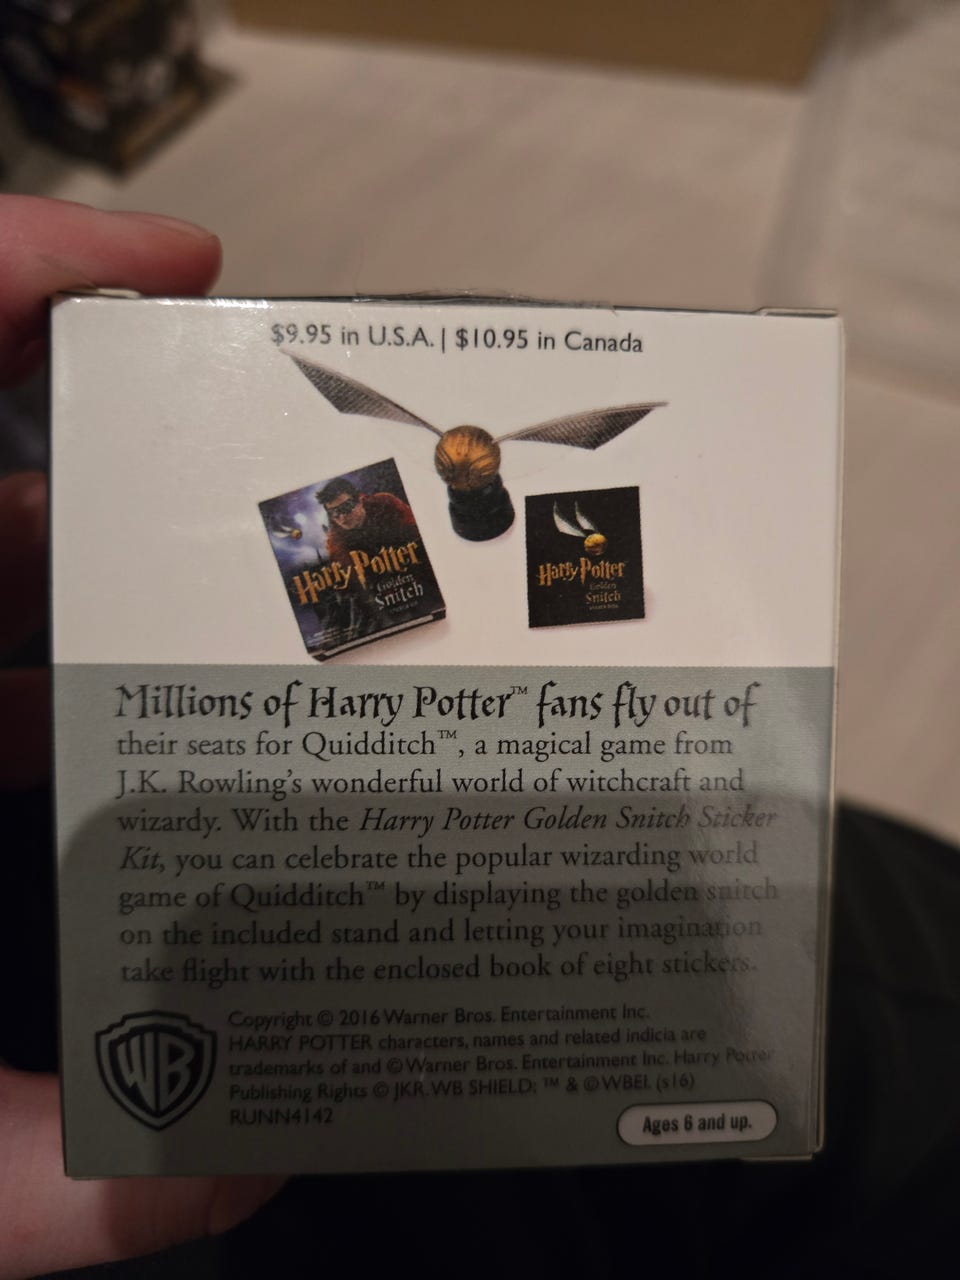 $9.95 in U.S.A. | $10.95 in Canada
Harry Potter
Golden
Snitch
Harry Potter
Golden
Snitch
Millions of Harry Potter™ fans fly out of
their seats for Quidditch™, a magical game from
J.K. Rowling's wonderful world of witchcraft and
wizardy. With the Harry Potter Golden Snitch Sticker
Kit, you can celebrate the popular wizarding world
game of Quidditch™ by displaying the golden snitch
on the included stand and letting your imagination
take flight with the enclosed book of eight stickers.
WB
Copyright © 2016 Warner Bros. Entertainment Inc.
HARRY POTTER characters, names and related indicia are
trademarks of and © Warner Bros. Entertainment Inc. Harry Potter
Publishing Rights © JKR. WB SHIELD: ™ & © WBEI. (s16)
RUNN4142
Ages 6 and up.